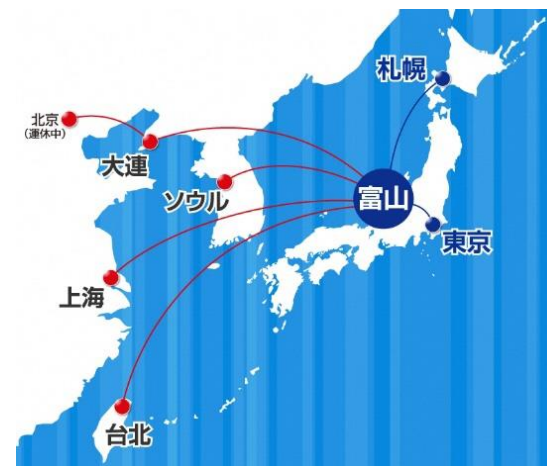 札幌
北京
(運休中)
大連
ソウル
富山
東京
上海
台北